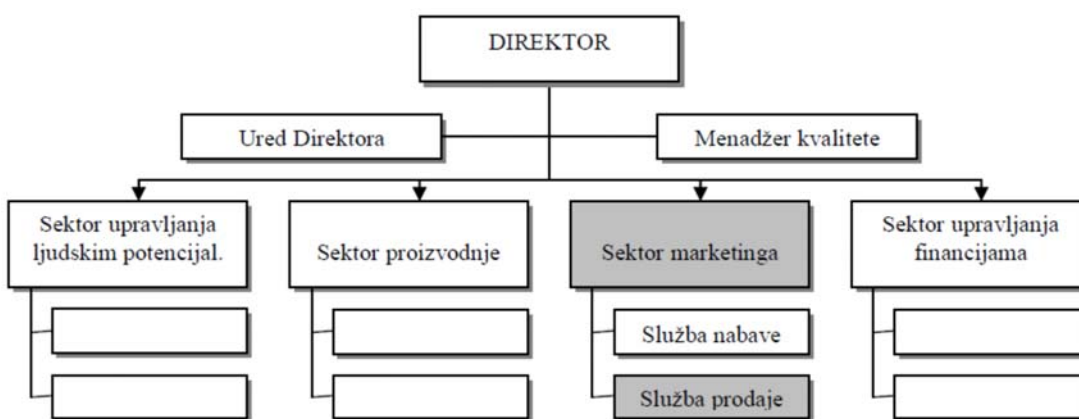 DIREKTOR
Ured Direktora
Menadžer kvalitete
Sektor upravljanja
ljudskim potencijal.
Sektor proizvodnje
Sektor marketinga
Sektor upravljanja
financijama
Služba nabave
Služba prodaje